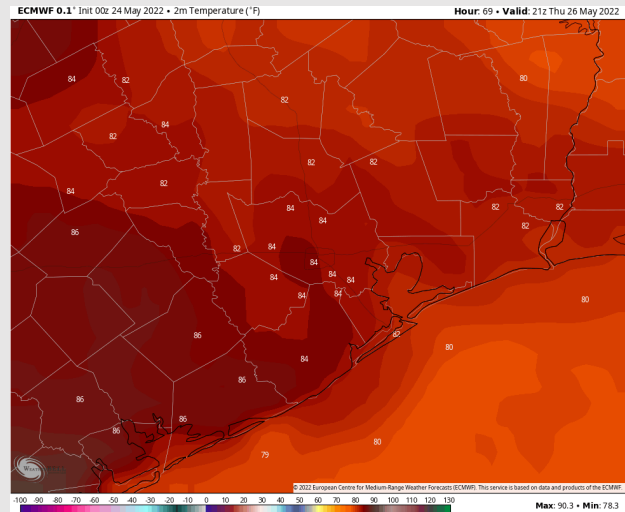 ECMWF 0.1° Init 00z 24 May 2022 • 2m Temperature (°F)
Hour: 69 • Valid: 21z Thu 26 May 2022
84 82 80
82
84
82
82 82
82
84
84 82 82
84 82
86
82 84
84
84 84 84
84 84
80
82
86 80
84
86
86
86
86
80
79
© 2022 European Centre for Medium-Range Weather Forecasts (ECMWF). This service is based on data and products of the ECMWF.
-100 -90 -80 -70 -60 -50 -40 -30 -20 -10 0 10 20 30 40 50 60 70 80 90 100 110 120 130
Max: 90.3 • Min: 78.3